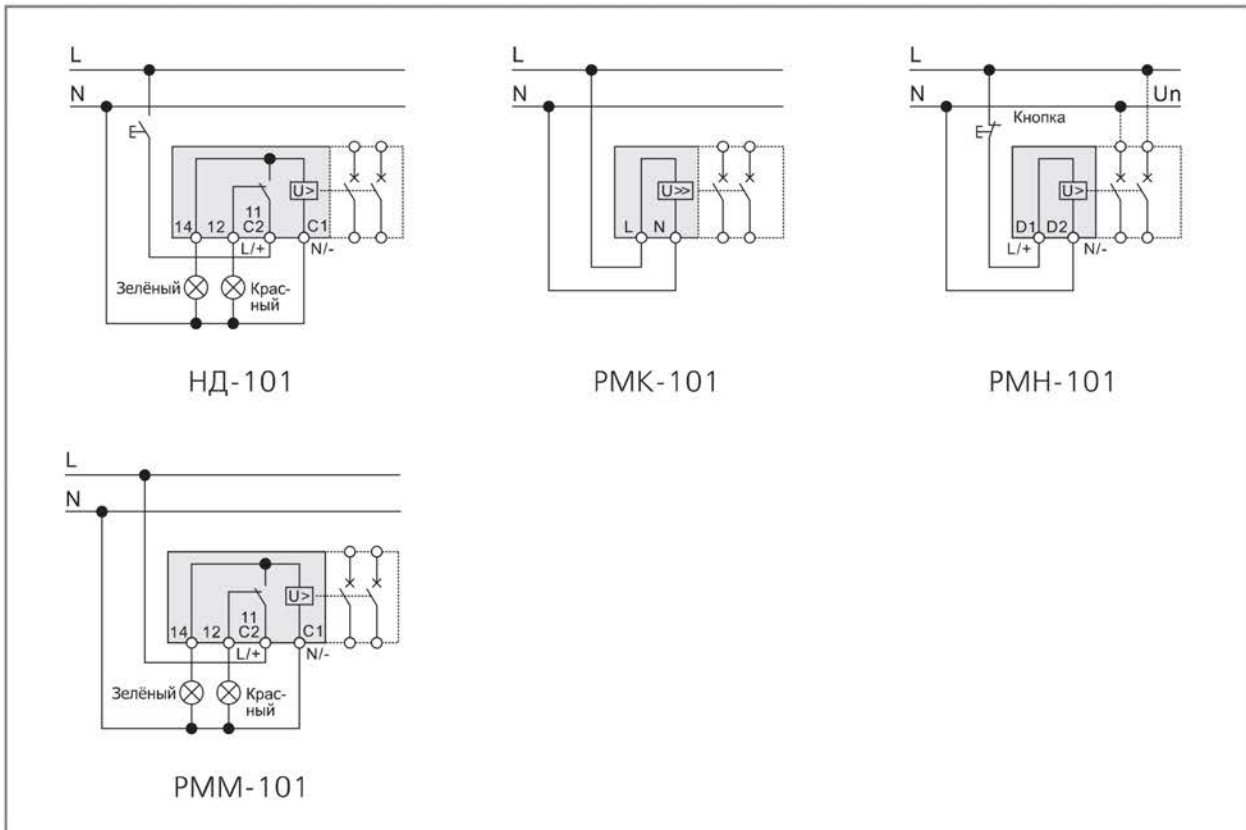 L
N
11
14
12
C2
U>
C1
L/+
N/-
Зелёный
Крас-
ный
НД-101
L
N
U>>
L
N
РМК-101
L
N
Un
Кнопка
U>
D1
D2
L/+
N/-
РМН-101
L
N
11
14
12
C2
U>
C1
L/+
N/-
Зелёный
Крас-
ный
РММ-101